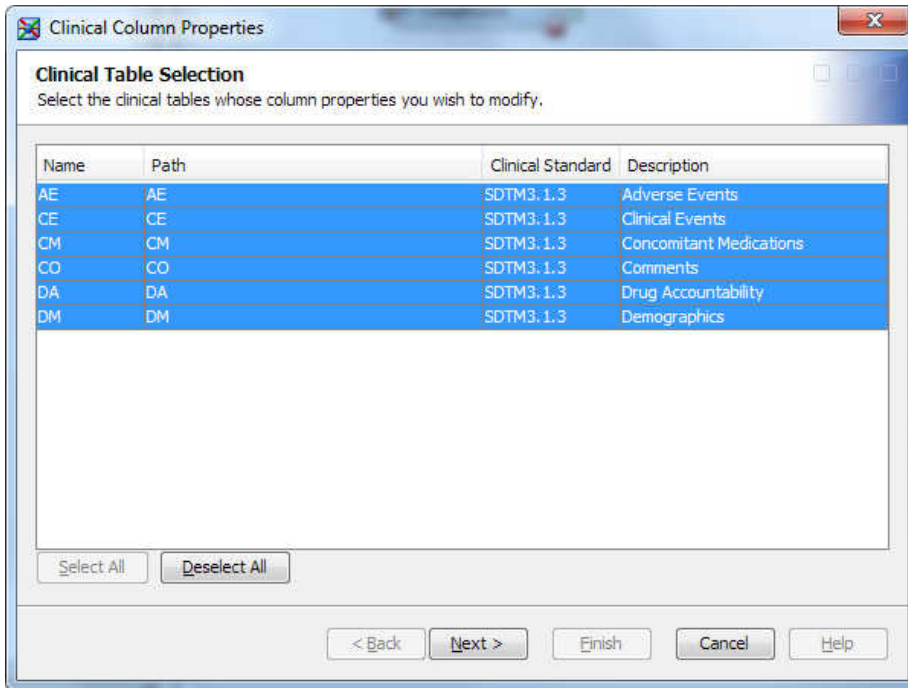 Clinical Column Properties
Clinical Table Selection
Select the clinical tables whose column properties you wish to modify.
Name Path Clinical Standard Description
AE AE SDTM3.1.3 Adverse Events
CE CE SDTM3.1.3 Clinical Events
CM CM SDTM3.1.3 Concomitant Medications
CO CO SDTM3.1.3 Comments
DA DA SDTM3.1.3 Drug Accountability
DM DM SDTM3.1.3 Demographics
Select All Deselect All
< Back Next > Finish Cancel Help